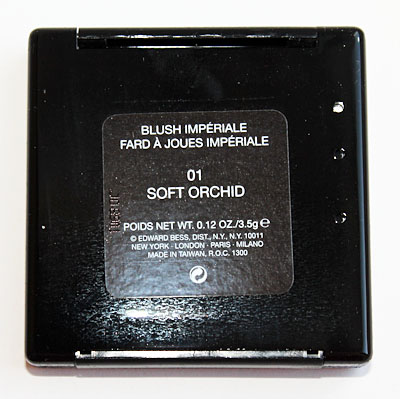 BLUSH IMPÉRIALE
FARD À JOUES IMPÉRIALE
01
SOFT ORCHID
POIDS NET WT. 0.12 OZ./3.5g ℮
© EDWARD BESS, DIST., N.Y., N.Y. 10011
NEW YORK · LONDON · PARIS · MILANO
MADE IN TAIWAN, R.O.C. 1300